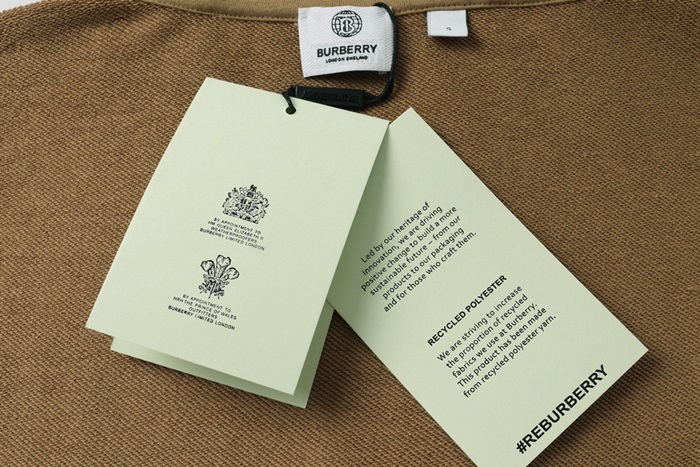 BURBERRY
LONDON ENGLAND
BY APPOINTMENT TO
HM QUEEN ELIZABETH II
WEATHERPROOFERS
BURBERRY LIMITED LONDON
BY APPOINTMENT TO
HRH THE PRINCE OF WALES
OUTFITTERS
BURBERRY LIMITED LONDON
Led by our heritage of
innovation, we are driving
positive change to build a more
sustainable future – from our
products to our packaging
and for those who craft them.
RECYCLED POLYESTER
We are striving to increase
the proportion of recycled
fabrics we use at Burberry.
This product has been made
from recycled polyester yarn.
#REBURBERRY